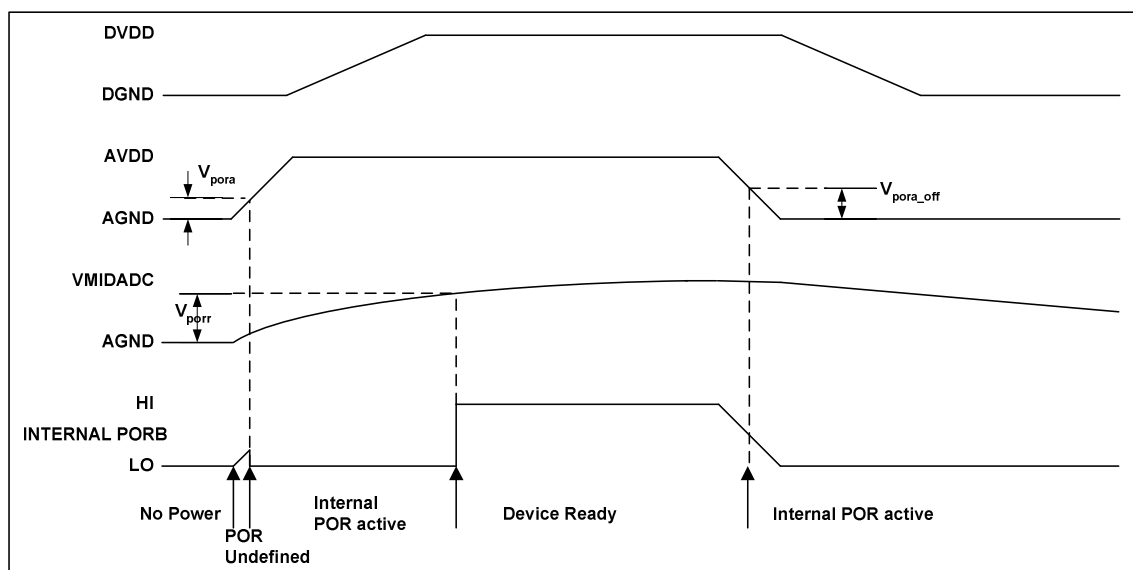 DVDD
DGND
AVDD
Vpora
AGND
Vpora_off
VMIDADC
Vporr
AGND
HI
INTERNAL PORB
LO
No Power
POR
Undefined
Internal
POR active
Device Ready
Internal POR active